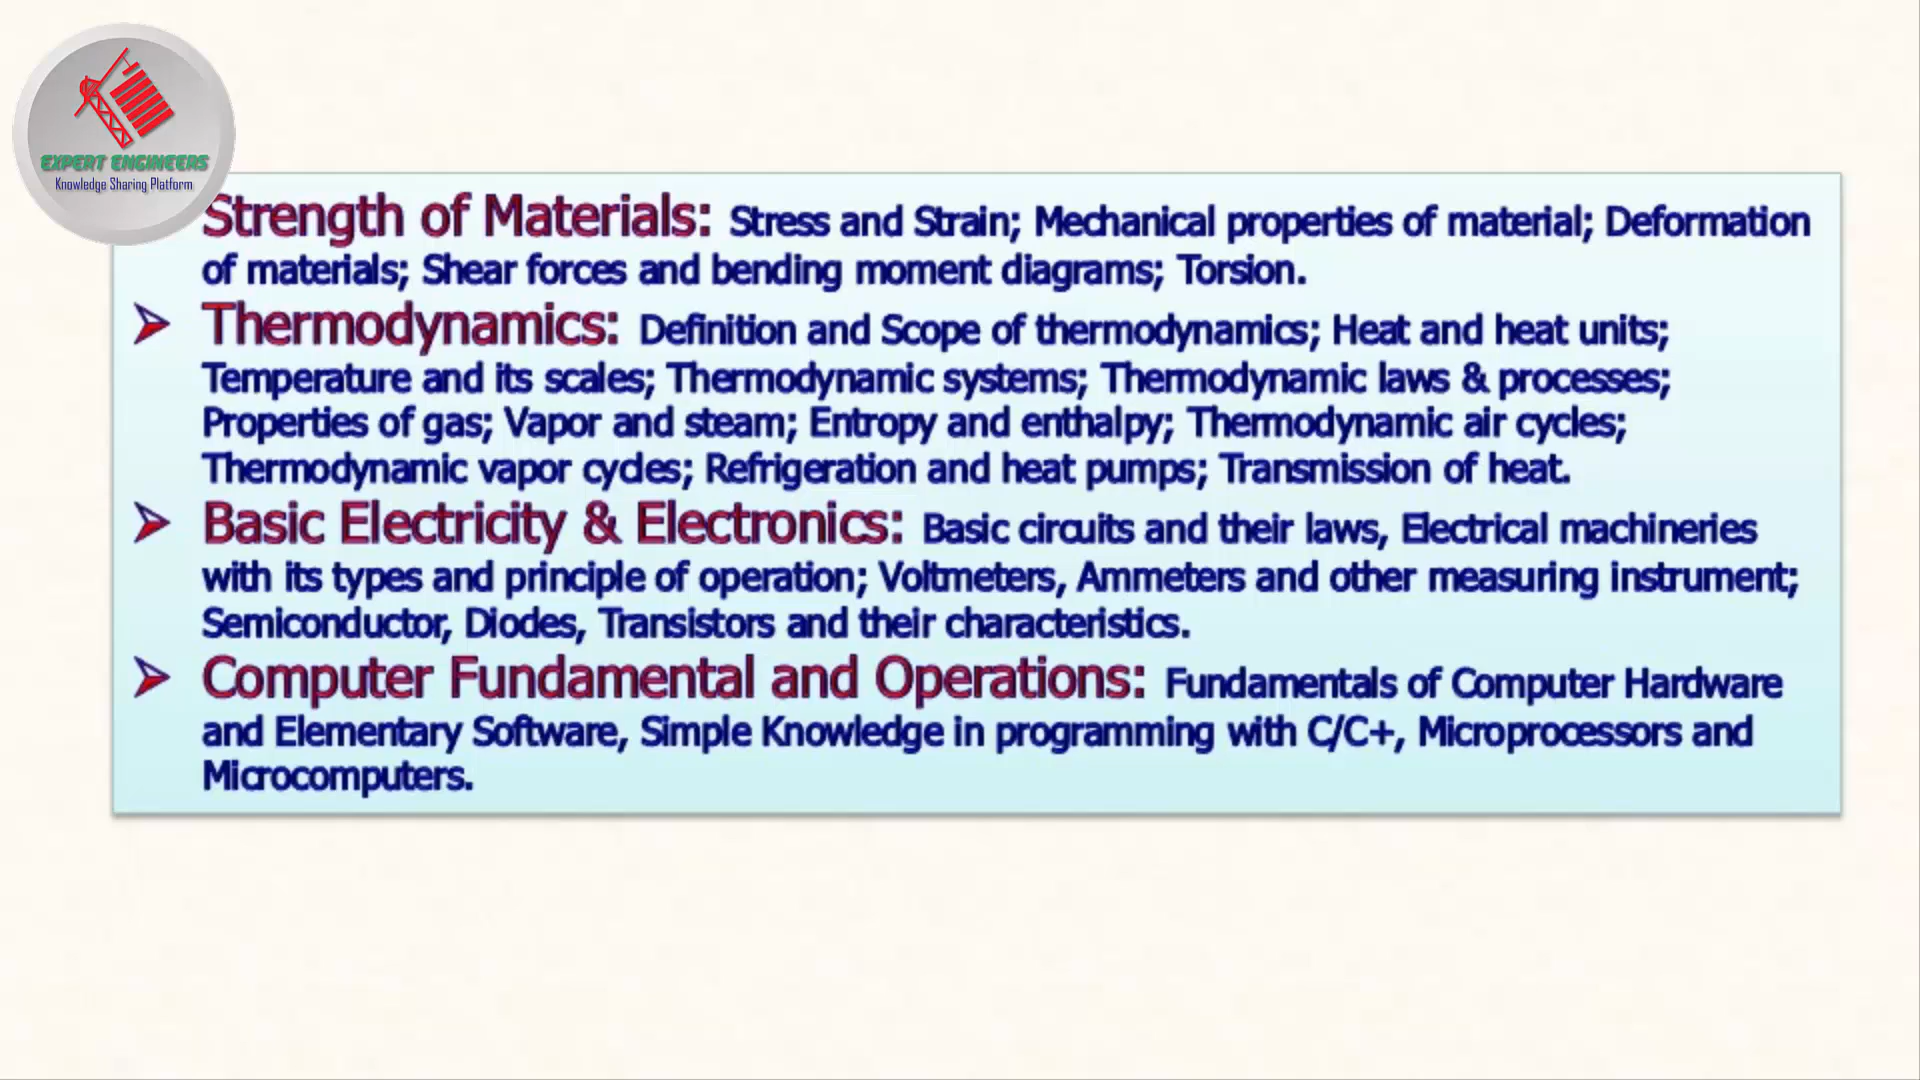 EXPERT ENGINEERS
Knowledge Sharing Platform
Strength of Materials: Stress and Strain; Mechanical properties of material; Deformation
of materials; Shear forces and bending moment diagrams; Torsion.
Thermodynamics: Definition and Scope of thermodynamics; Heat and heat units;
Temperature and its scales; Thermodynamic systems; Thermodynamic laws & processes;
Properties of gas; Vapor and steam; Entropy and enthalpy; Thermodynamic air cycles;
Thermodynamic vapor cycles; Refrigeration and heat pumps; Transmission of heat.
Basic Electricity & Electronics: Basic circuits and their laws, Electrical machineries
with its types and principle of operation; Voltmeters, Ammeters and other measuring instrument;
Semiconductor, Diodes, Transistors and their characteristics.
Computer Fundamental and Operations: Fundamentals of Computer Hardware
and Elementary Software, Simple Knowledge in programming with C/C+, Microprocessors and
Microcomputers.